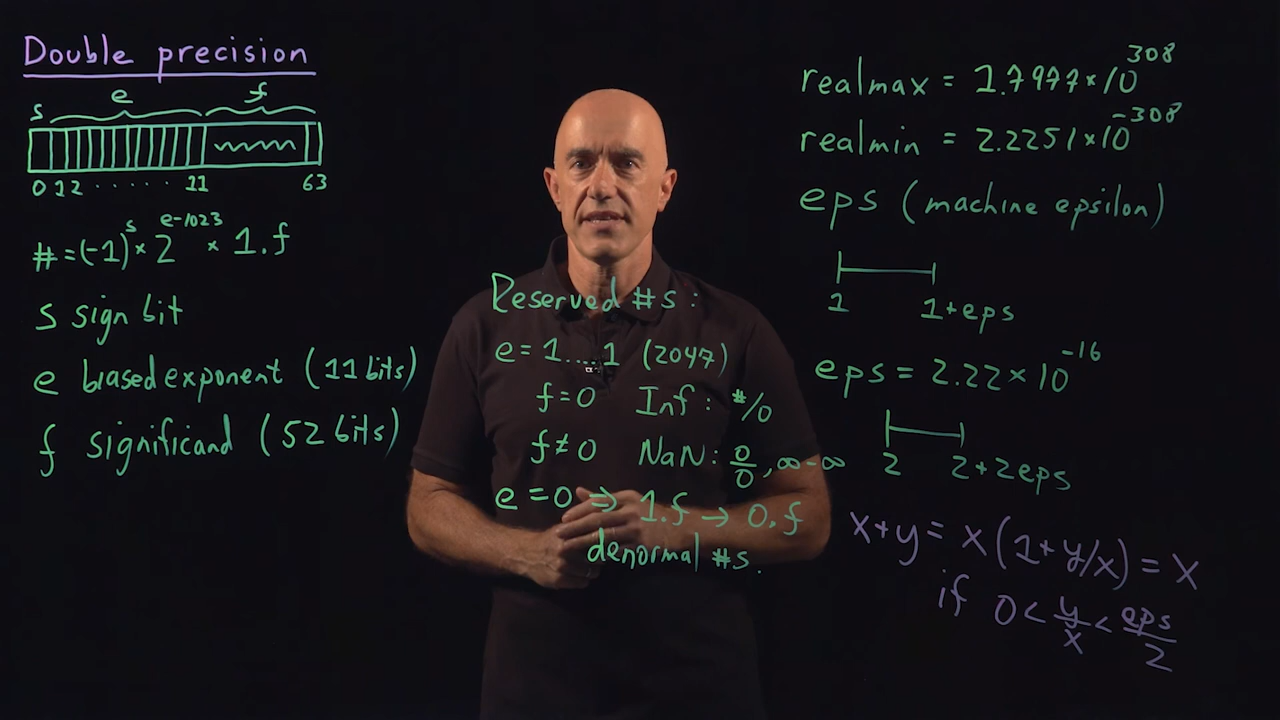 Double precision
s e f
0 1 2 . . . . . . 11 63
# = (-1)^s × 2^(e-1023) × 1.f
s sign bit
e biased exponent (11 bits)
f significand (52 bits)
Reserved #s :
e = 1....1 (2047)
f = 0 Inf : #/0
f ≠ 0 NaN : 0/0 , ∞-∞
e = 0 ⇒ 1.f → 0.f
denormal #s.
realmax = 1.7977×10^308
realmin = 2.2251×10^-308
eps (machine epsilon)
1 1+eps
eps = 2.22×10^-16
2 2+2eps
x+y = x(1+y/x) = x
if 0 < y/x < eps/2